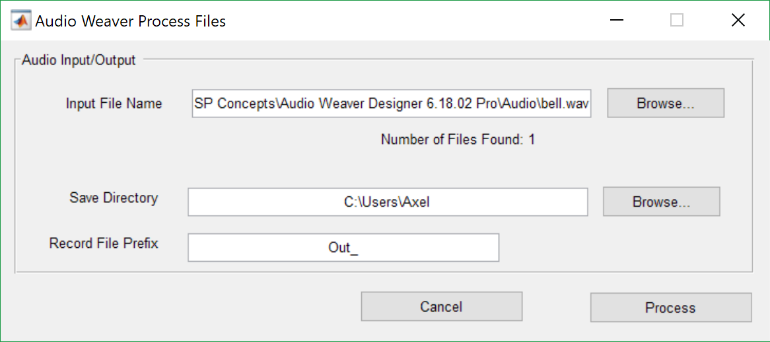 Audio Weaver Process Files
Audio Input/Output
Input File Name SP Concepts\Audio Weaver Designer 6.18.02 Pro\Audio\bell.wav Browse...
Number of Files Found: 1
Save Directory C:\Users\Axel Browse...
Record File Prefix Out_
Cancel Process